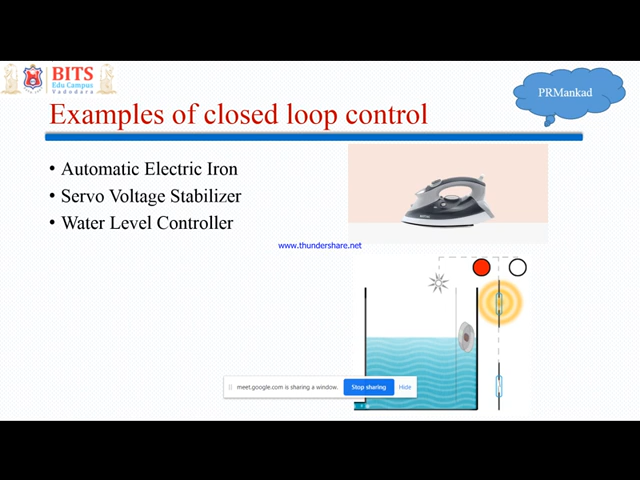 BITS
Edu Campus
Vadodara
PRMankad
Examples of closed loop control
• Automatic Electric Iron
• Servo Voltage Stabilizer
• Water Level Controller
www.thundershare.net
meet.google.com is sharing a window.
Stop sharing
Hide